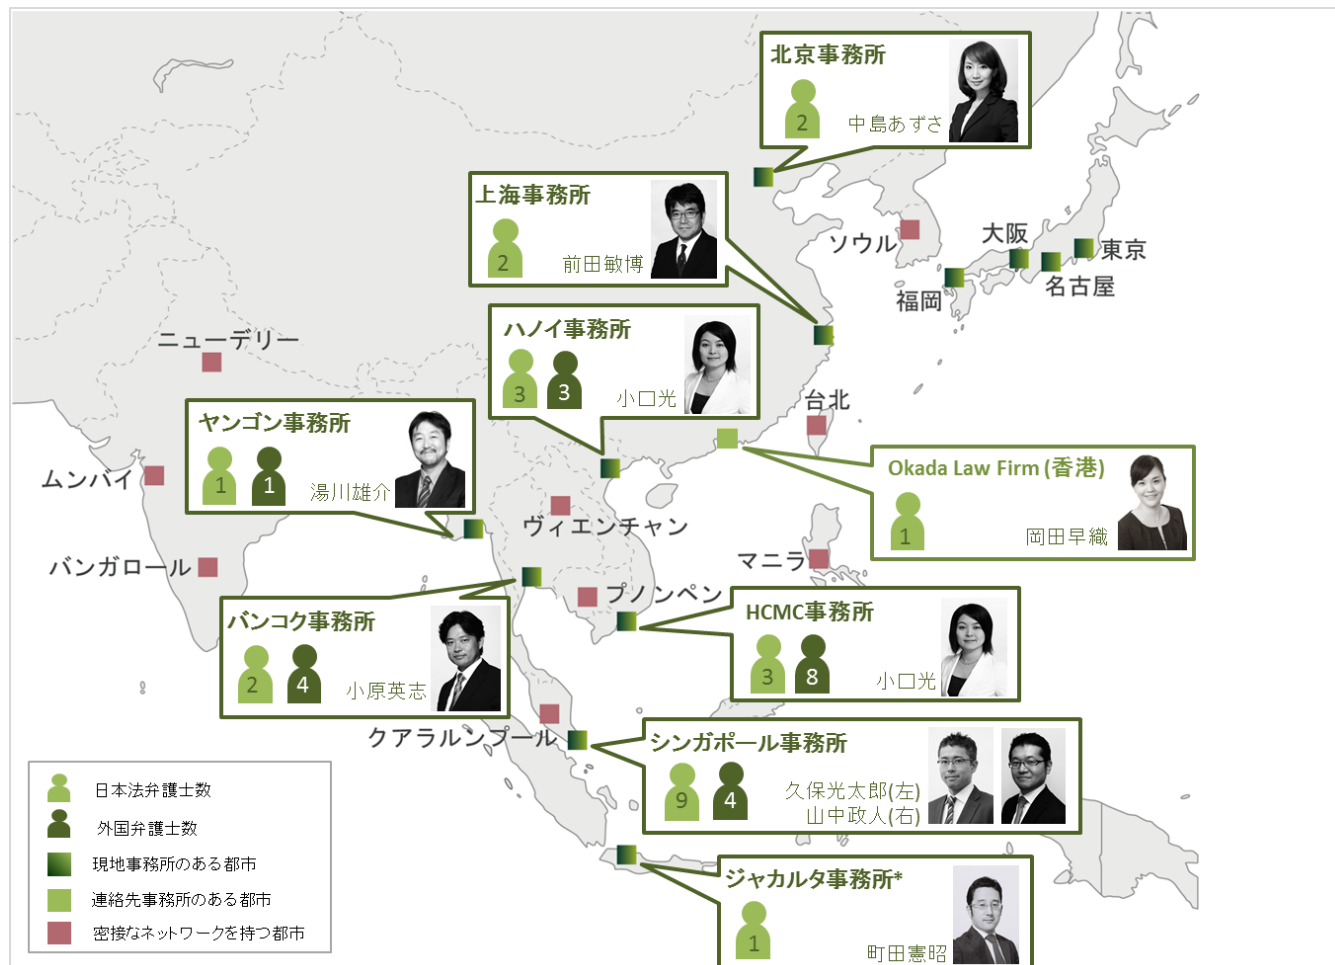 北京事務所
2
中島あずさ
上海事務所
2
前田敏博
ソウル
大阪
東京
名古屋
福岡
ハノイ事務所
3
3
小口光
ニューデリー
台北
ヤンゴン事務所
1
1
湯川雄介
ムンバイ
Okada Law Firm (香港)
1
岡田早織
ヴィエンチャン
マニラ
バンガロール
プノンペン
バンコク事務所
2
4
小原英志
HCMC事務所
3
8
小口光
クアラルンプール
シンガポール事務所
9
4
久保光太郎(左)
山中政人(右)
ジャカルタ事務所*
1
町田憲昭
日本法弁護士数
外国弁護士数
現地事務所のある都市
連絡先事務所のある都市
密接なネットワークを持つ都市